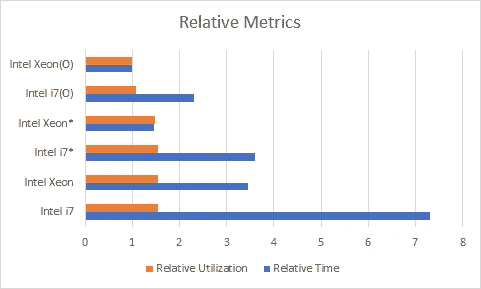 Relative Metrics
Intel Xeon(O)
Intel i7(O)
Intel Xeon*
Intel i7*
Intel Xeon
Intel i7
0 1 2 3 4 5 6 7 8
Relative Utilization Relative Time